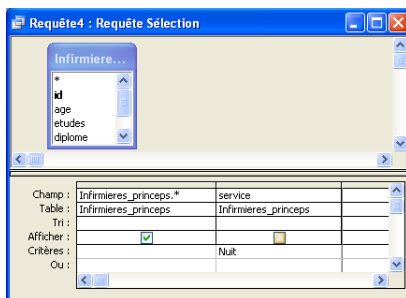 Requête4 : Requête Sélection
Infirmiere...
*
id
age
etudes
diplome
Champ : Infirmieres_princeps.* service
Table : Infirmieres_princeps Infirmieres_princeps
Tri :
Afficher :
Critères : Nuit
Ou :